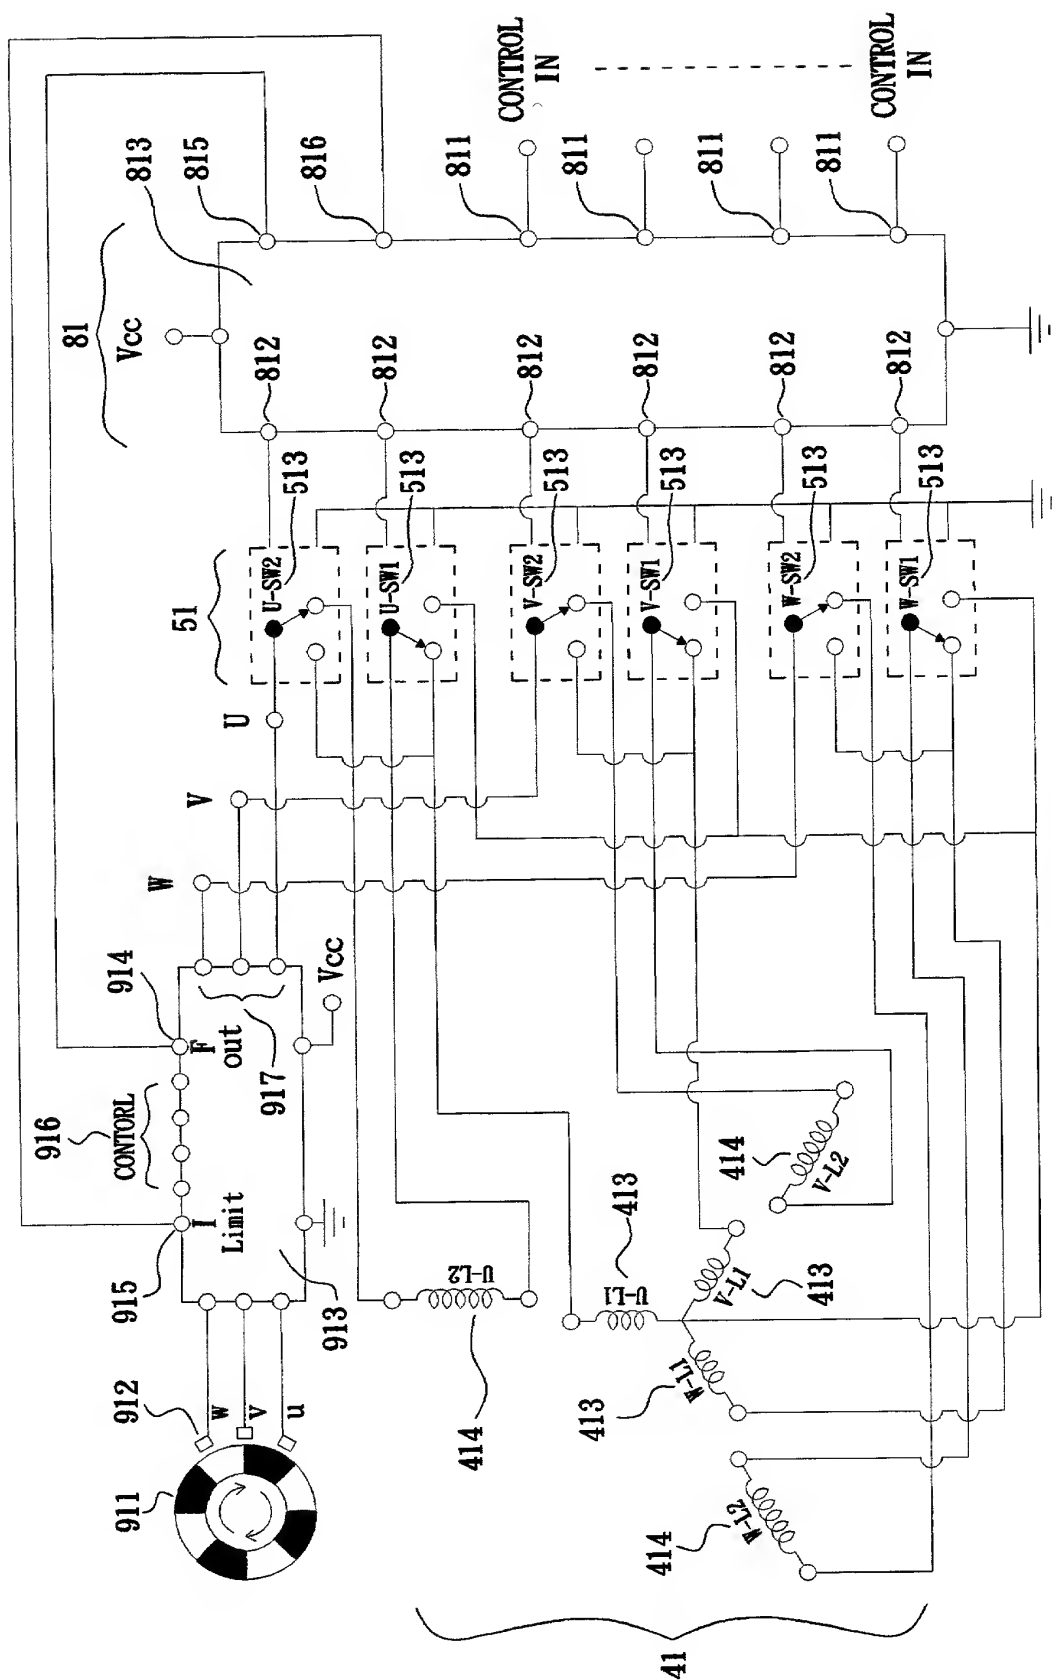 916
81
914
Vcc
813
CONTORL
911
912
915
W
V
51
F
out
I
Limit
w
V
u
U
815
812
U-SW2
513
917
913
Vcc
816
812
U-SW1
513
414
U-L2
811
CONTROL
IN
812
V-SW2
513
413
U-L1
811
812
V-SW1
513
413
W-L1
V-L1
413
414
W-L2
414
V-L2
811
812
W-SW2
513
811
CONTROL
IN
812
W-SW1
513
41